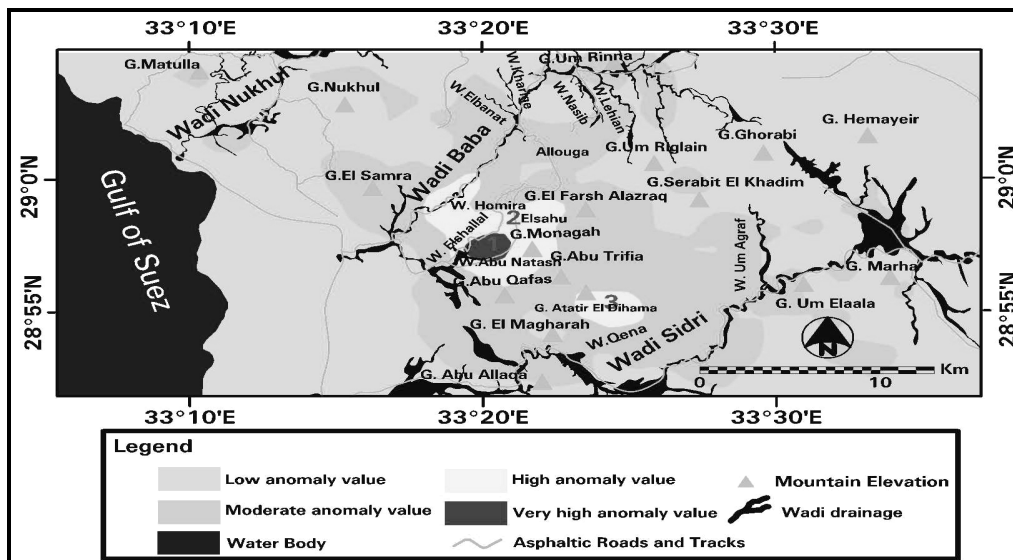 33°10'E 33°20'E 33°30'E
G.Matulla
G.Um Rinna
W.Kharige
G.Nukhul
Wadi Nukhul
W.Elbanat
W.Nasib
W.Lehian
G. Hemayeir
G.Ghorabi
Wadi Baba
Allouga
G.Um Riglain
29°0'N
29°0'N
G.El Samra
G.Serabit El Khadim
G.El Farsh Alazraq
Gulf of Suez
W. Homira
2
Elsahu
W. Elshallal
1
G.Monagah
W. Um Agraf
W.Abu Natash
G.Abu Trifia
G.Abu Qafas
G. Marha
28°55'N
28°55'N
G. Atatir El Dihama
3
G. Um Elaala
G. El Magharah
W.Qena
Wadi Sidri
N
G. Abu Allaqa
Km
0 10
33°10'E 33°20'E 33°30'E
Legend
Low anomaly value High anomaly value Mountain Elevation
Moderate anomaly value Very high anomaly value Wadi drainage
Water Body Asphaltic Roads and Tracks